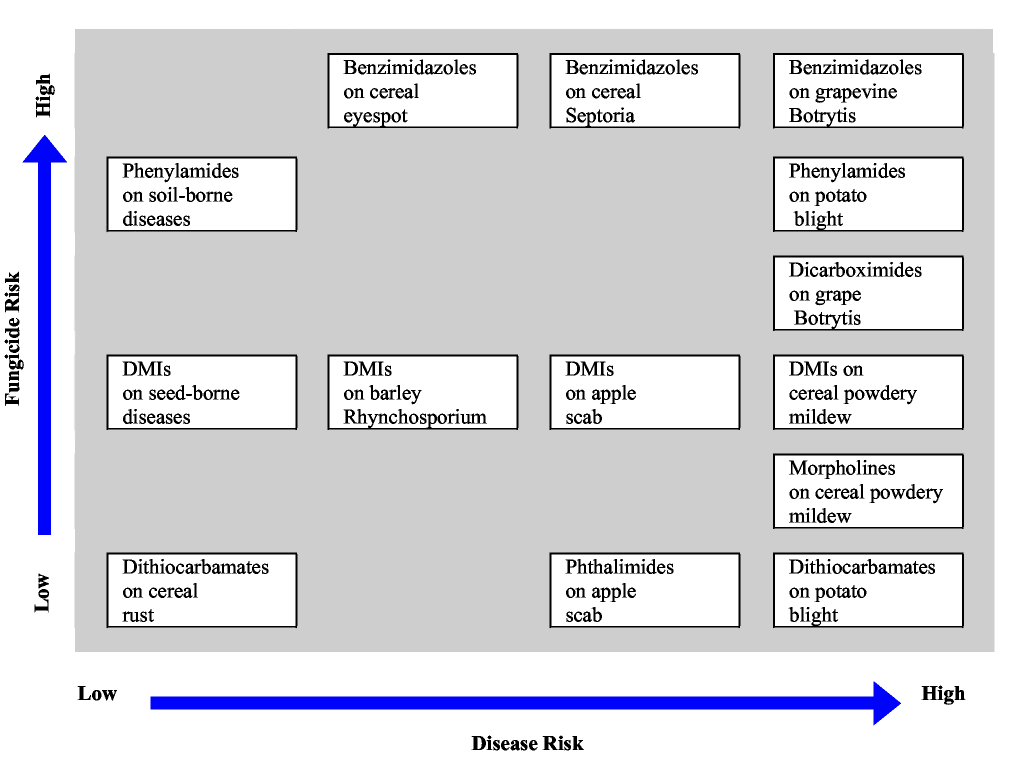 High
Fungicide Risk
Low
Benzimidazoles
on cereal
eyespot
Benzimidazoles
on cereal
Septoria
Benzimidazoles
on grapevine
Botrytis
Phenylamides
on soil-borne
diseases
Phenylamides
on potato
blight
Dicarboximides
on grape
Botrytis
DMIs
on seed-borne
diseases
DMIs
on barley
Rhynchosporium
DMIs
on apple
scab
DMIs on
cereal powdery
mildew
Morpholines
on cereal powdery
mildew
Dithiocarbamates
on cereal
rust
Phthalimides
on apple
scab
Dithiocarbamates
on potato
blight
Low
High
Disease Risk